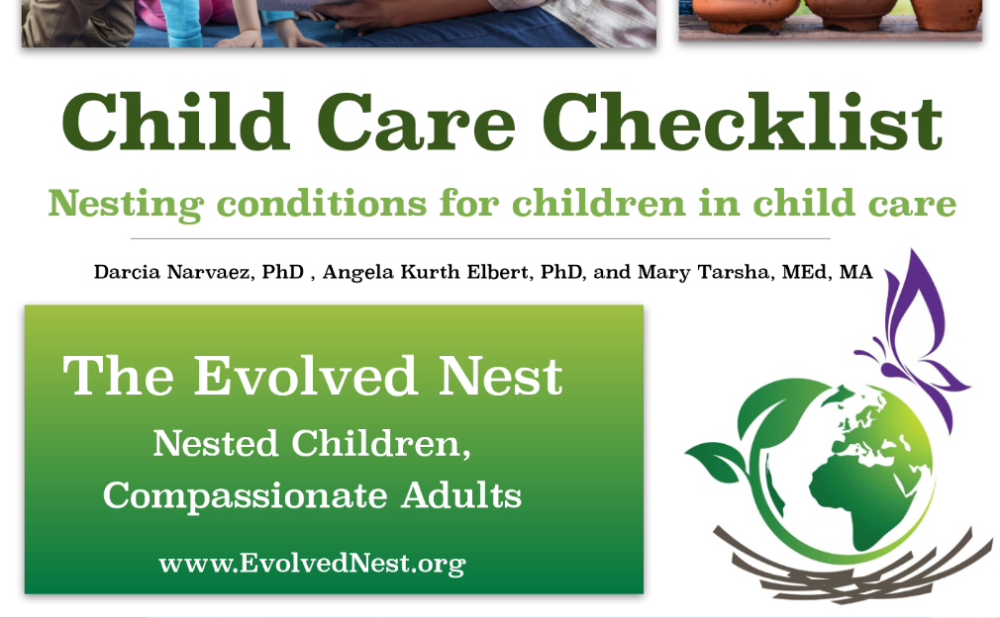 Child Care Checklist
Nesting conditions for children in child care
Darcia Narvaez, PhD , Angela Kurth Elbert, PhD, and Mary Tarsha, MEd, MA
The Evolved Nest
Nested Children,
Compassionate Adults
www.EvolvedNest.org